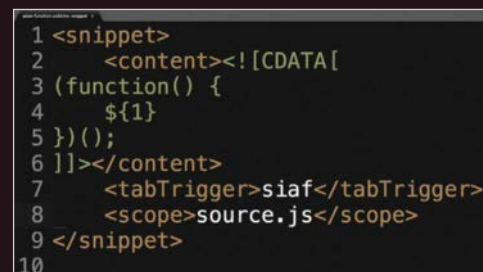 1 <snippet>
2     <content><![CDATA[
3 (function() {
4     ${1}
5 })();
6 ]]></content>
7     <tabTrigger>siaf</tabTrigger>
8     <scope>source.js</scope>
9 </snippet>
10